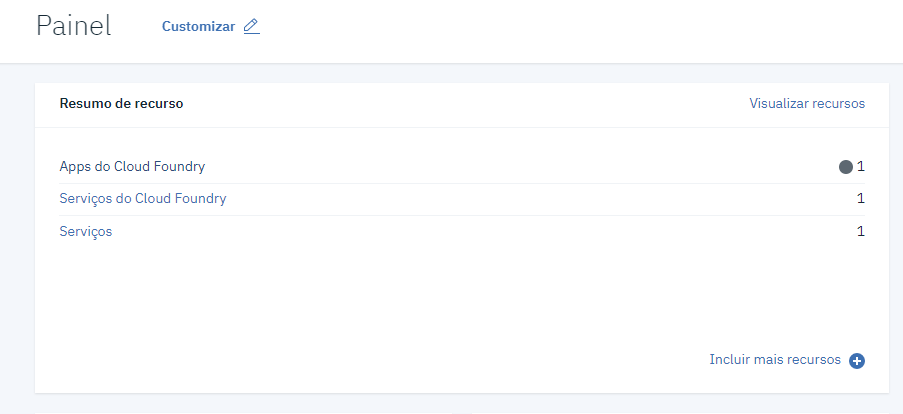 Painel
Customizar
Resumo de recurso
Visualizar recursos
Apps do Cloud Foundry
1
Serviços do Cloud Foundry
1
Serviços
1
Incluir mais recursos